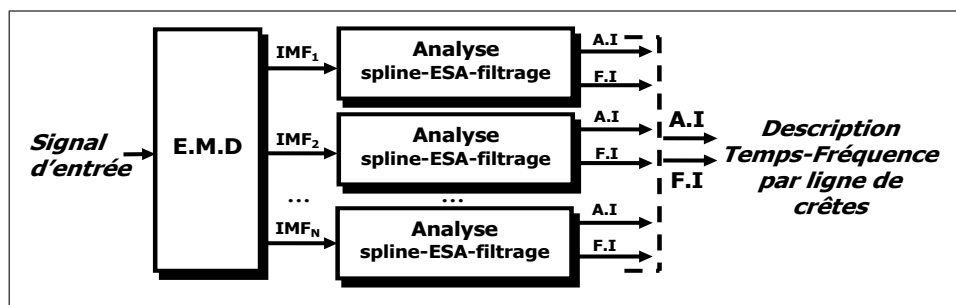 Signal
d'entrée
E.M.D
IMF1
Analyse
spline-ESA-filtrage
A.I
F.I
IMF2
Analyse
spline-ESA-filtrage
A.I
F.I
...
...
IMFN
Analyse
spline-ESA-filtrage
A.I
F.I
A.I
F.I
Description
Temps-Fréquence
par ligne de
crêtes